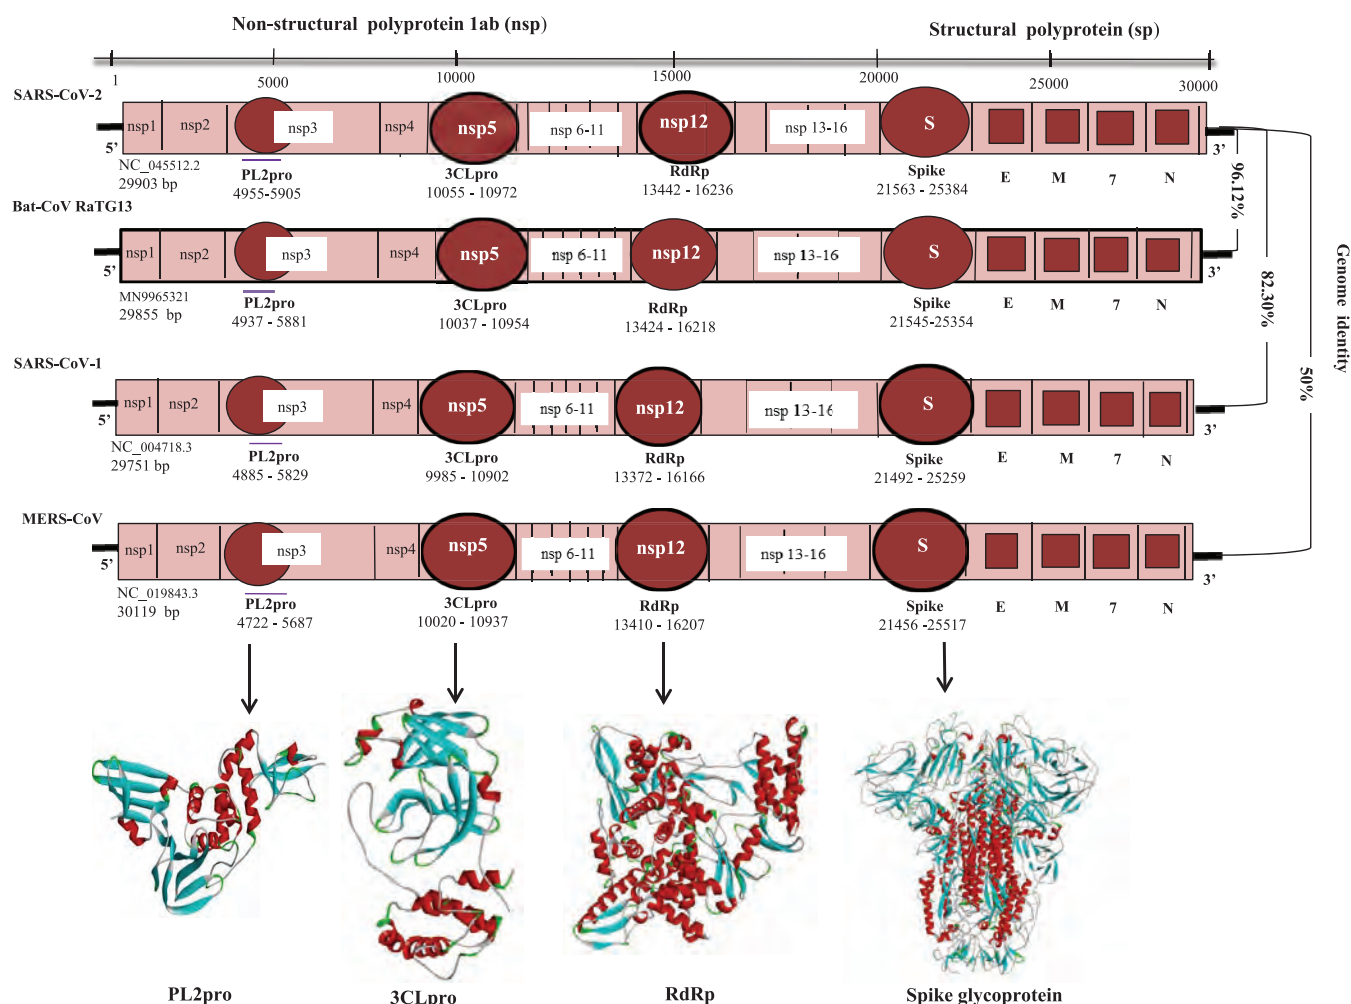 Non-structural polyprotein 1ab (nsp) Structural polyprotein (sp)
1 5000 10000 15000 20000 25000 30000
SARS-CoV-2
nsp1 nsp2 nsp3 nsp4 nsp5 nsp 6-11 nsp12 nsp 13-16 S
5’ 3’
NC_045512.2 PL2pro 3CLpro RdRp Spike E M 7 N
29903 bp 4955-5905 10055 - 10972 13442 - 16236 21563 - 25384
96.12%
Bat-CoV RaTG13
nsp1 nsp2 nsp3 nsp4 nsp5 nsp 6-11 nsp12 nsp 13-16 S
5’ 3’
MN9965321 PL2pro 3CLpro RdRp Spike E M 7 N
29855 bp 4937 - 5881 10037 - 10954 13424 - 16218 21545-25354
82.30%
Genome identity
50%
SARS-CoV-1
nsp1 nsp2 nsp3 nsp4 nsp5 nsp 6-11 nsp12 nsp 13-16 S
5’ 3’
NC_004718.3 PL2pro 3CLpro RdRp Spike E M 7 N
29751 bp 4885 - 5829 9985 - 10902 13372 - 16166 21492 - 25259
MERS-CoV
nsp1 nsp2 nsp3 nsp4 nsp5 nsp 6-11 nsp12 nsp 13-16 S
5’ 3’
NC_019843.3 PL2pro 3CLpro RdRp Spike E M 7 N
30119 bp 4722 - 5687 10020 - 10937 13410 - 16207 21456 - 25517
PL2pro 3CLpro RdRp Spike glycoprotein